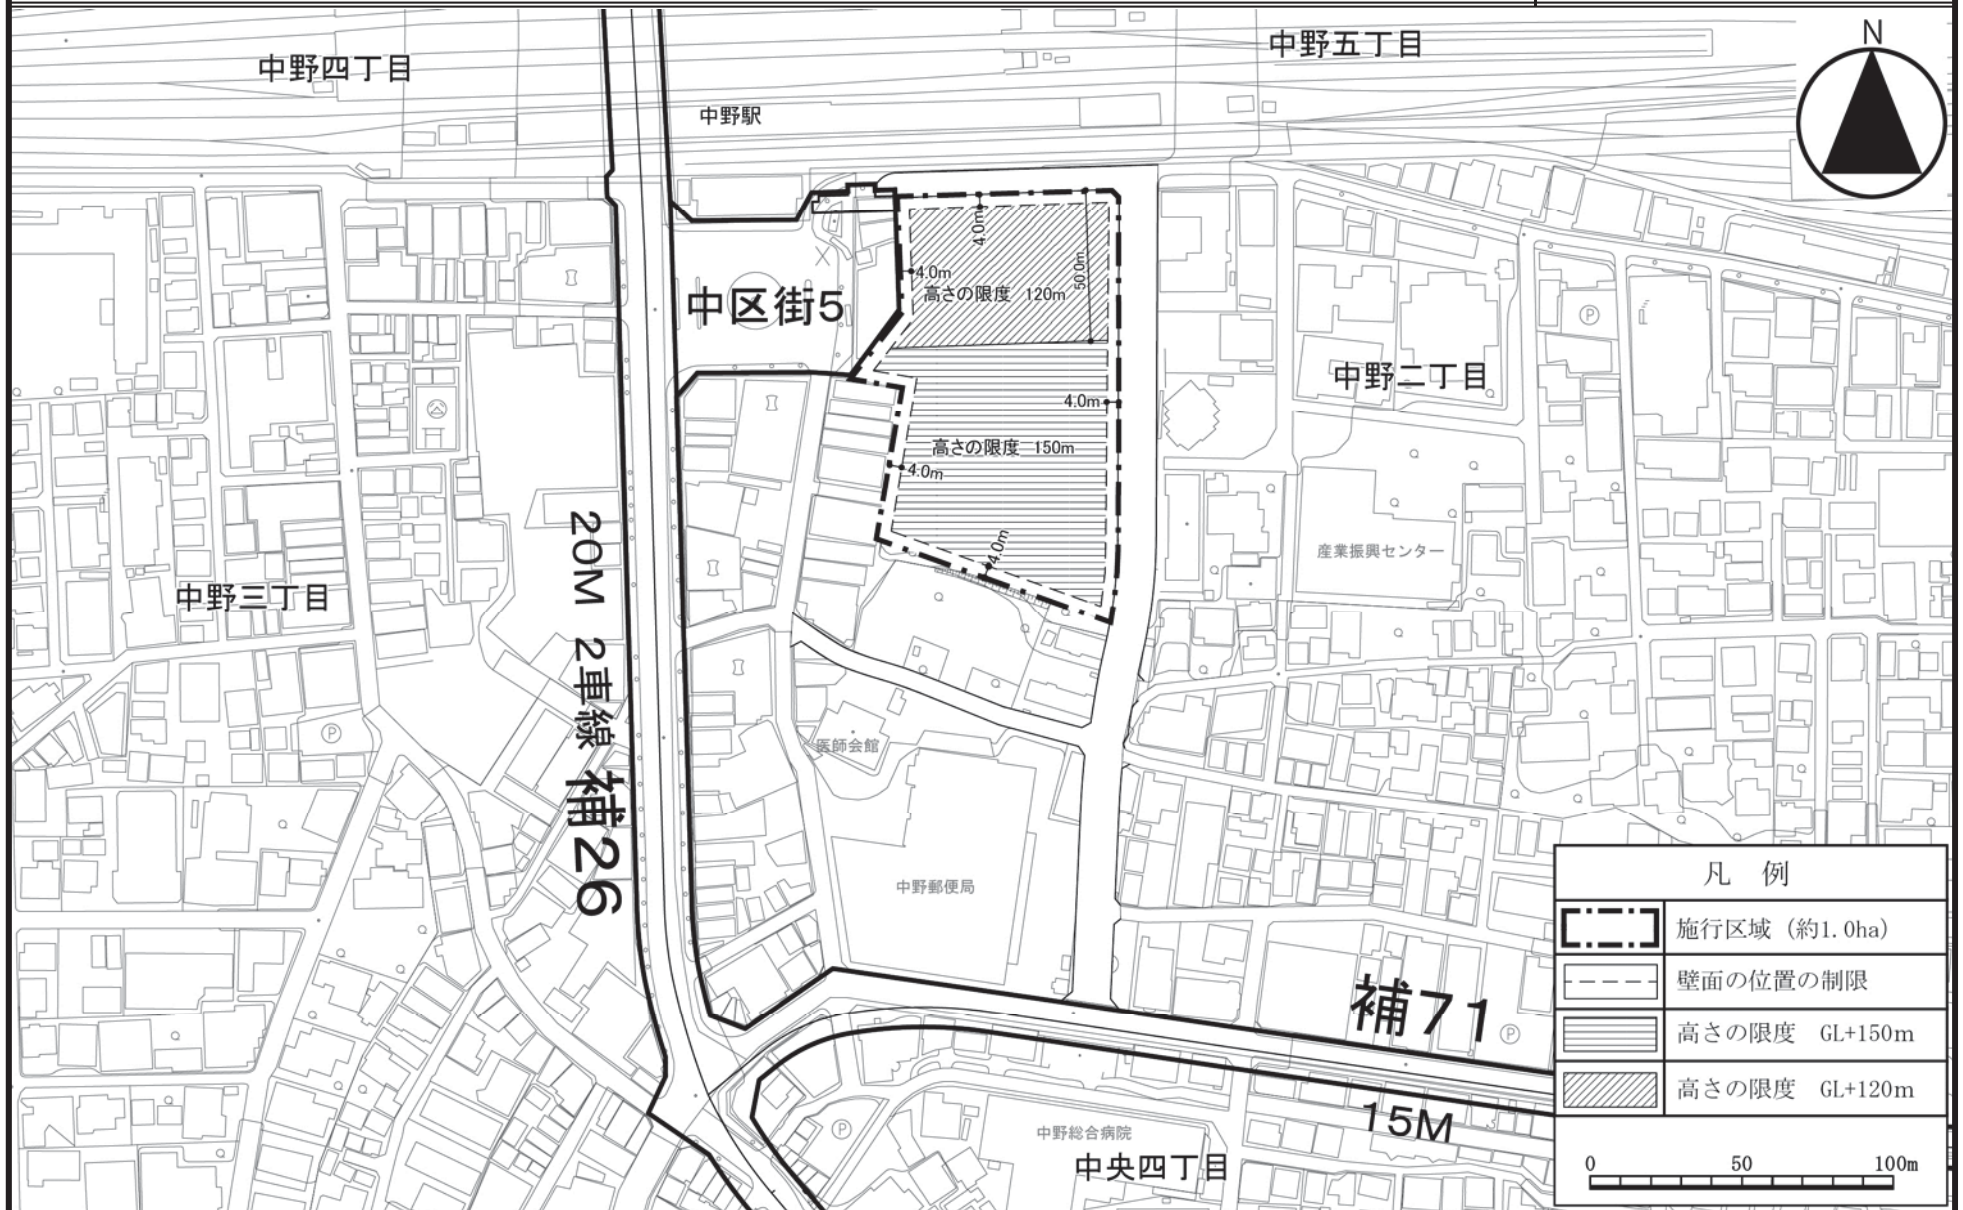 中野四丁目
中野五丁目
N
中野駅
4.0m
50.0m
4.0m
高さの限度 120m
中区街5
中野二丁目
4.0m
高さの限度 150m
4.0m
4.0m
産業振興センター
中野三丁目
20M 2車線 補26
医師会館
中野郵便局
補71
15M
中野総合病院
中央四丁目
P
P
P
P
凡 例
施行区域 (約1.0ha)
壁面の位置の制限
高さの限度 GL+150m
高さの限度 GL+120m
0 50 100m